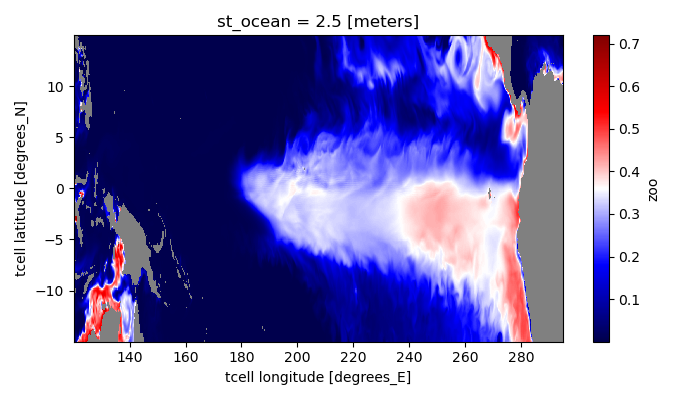 st_ocean = 2.5 [meters]
tcell latitude [degrees_N]
10
5
0
−5
−10
140 160 180 200 220 240 260 280
tcell longitude [degrees_E]
0.7
0.6
0.5
0.4
0.3
0.2
0.1
zoo